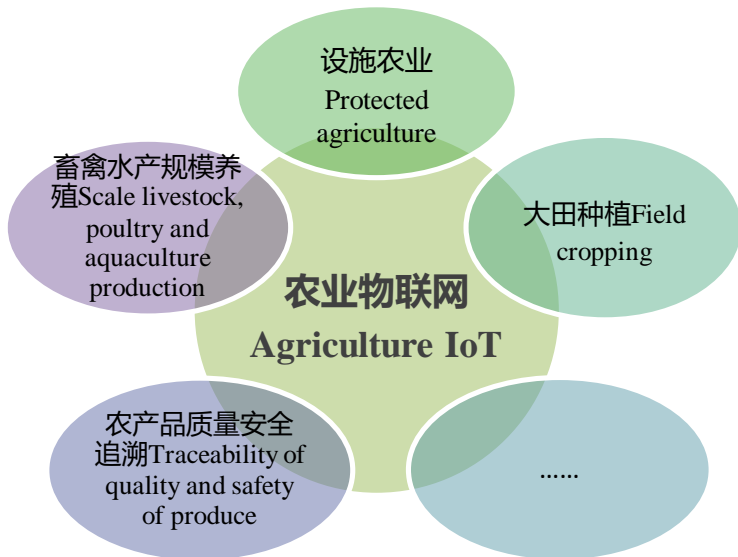 设施农业
Protected
agriculture
畜禽水产规模养
殖Scale livestock,
poultry and
aquaculture
production
大田种植Field
cropping
农业物联网
Agriculture IoT
农产品质量安全
追溯Traceability of
quality and safety
of produce
......